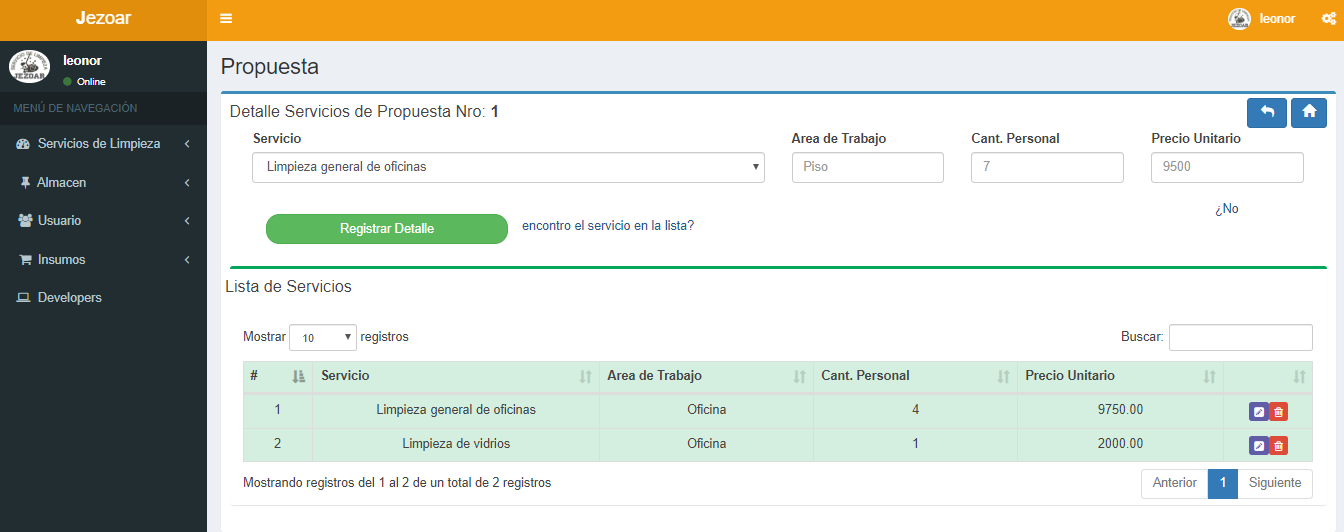 Jezoar
leonor
leonor
Online
MENÚ DE NAVEGACIÓN
Servicios de Limpieza
Almacen
Usuario
Insumos
Developers
Propuesta
Detalle Servicios de Propuesta Nro: 1
Servicio Area de Trabajo Cant. Personal Precio Unitario
Limpieza general de oficinas Piso 7 9500
¿No
Registrar Detalle encontro el servicio en la lista?
Lista de Servicios
Mostrar 10 registros Buscar:
# Servicio Area de Trabajo Cant. Personal Precio Unitario
1 Limpieza general de oficinas Oficina 4 9750.00
2 Limpieza de vidrios Oficina 1 2000.00
Mostrando registros del 1 al 2 de un total de 2 registros Anterior 1 Siguiente